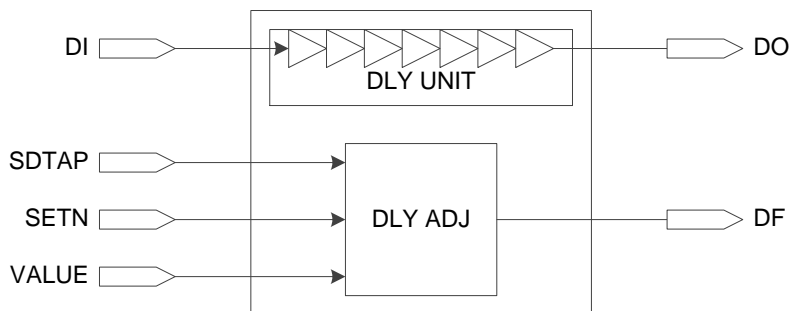 DI
DO
DLY UNIT
SDTAP
SETN
DLY ADJ
DF
VALUE